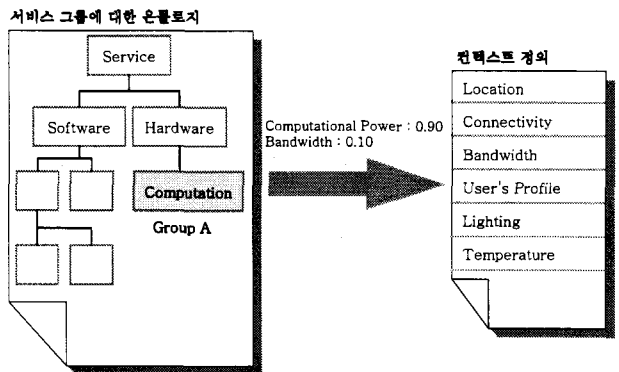 서비스 그룹에 대한 온톨로지
Service
Software
Hardware
Computation
Group A
Computational Power : 0.90
Bandwidth : 0.10
컨텍스트 정의
Location
Connectivity
Bandwidth
User's Profile
Lighting
Temperature